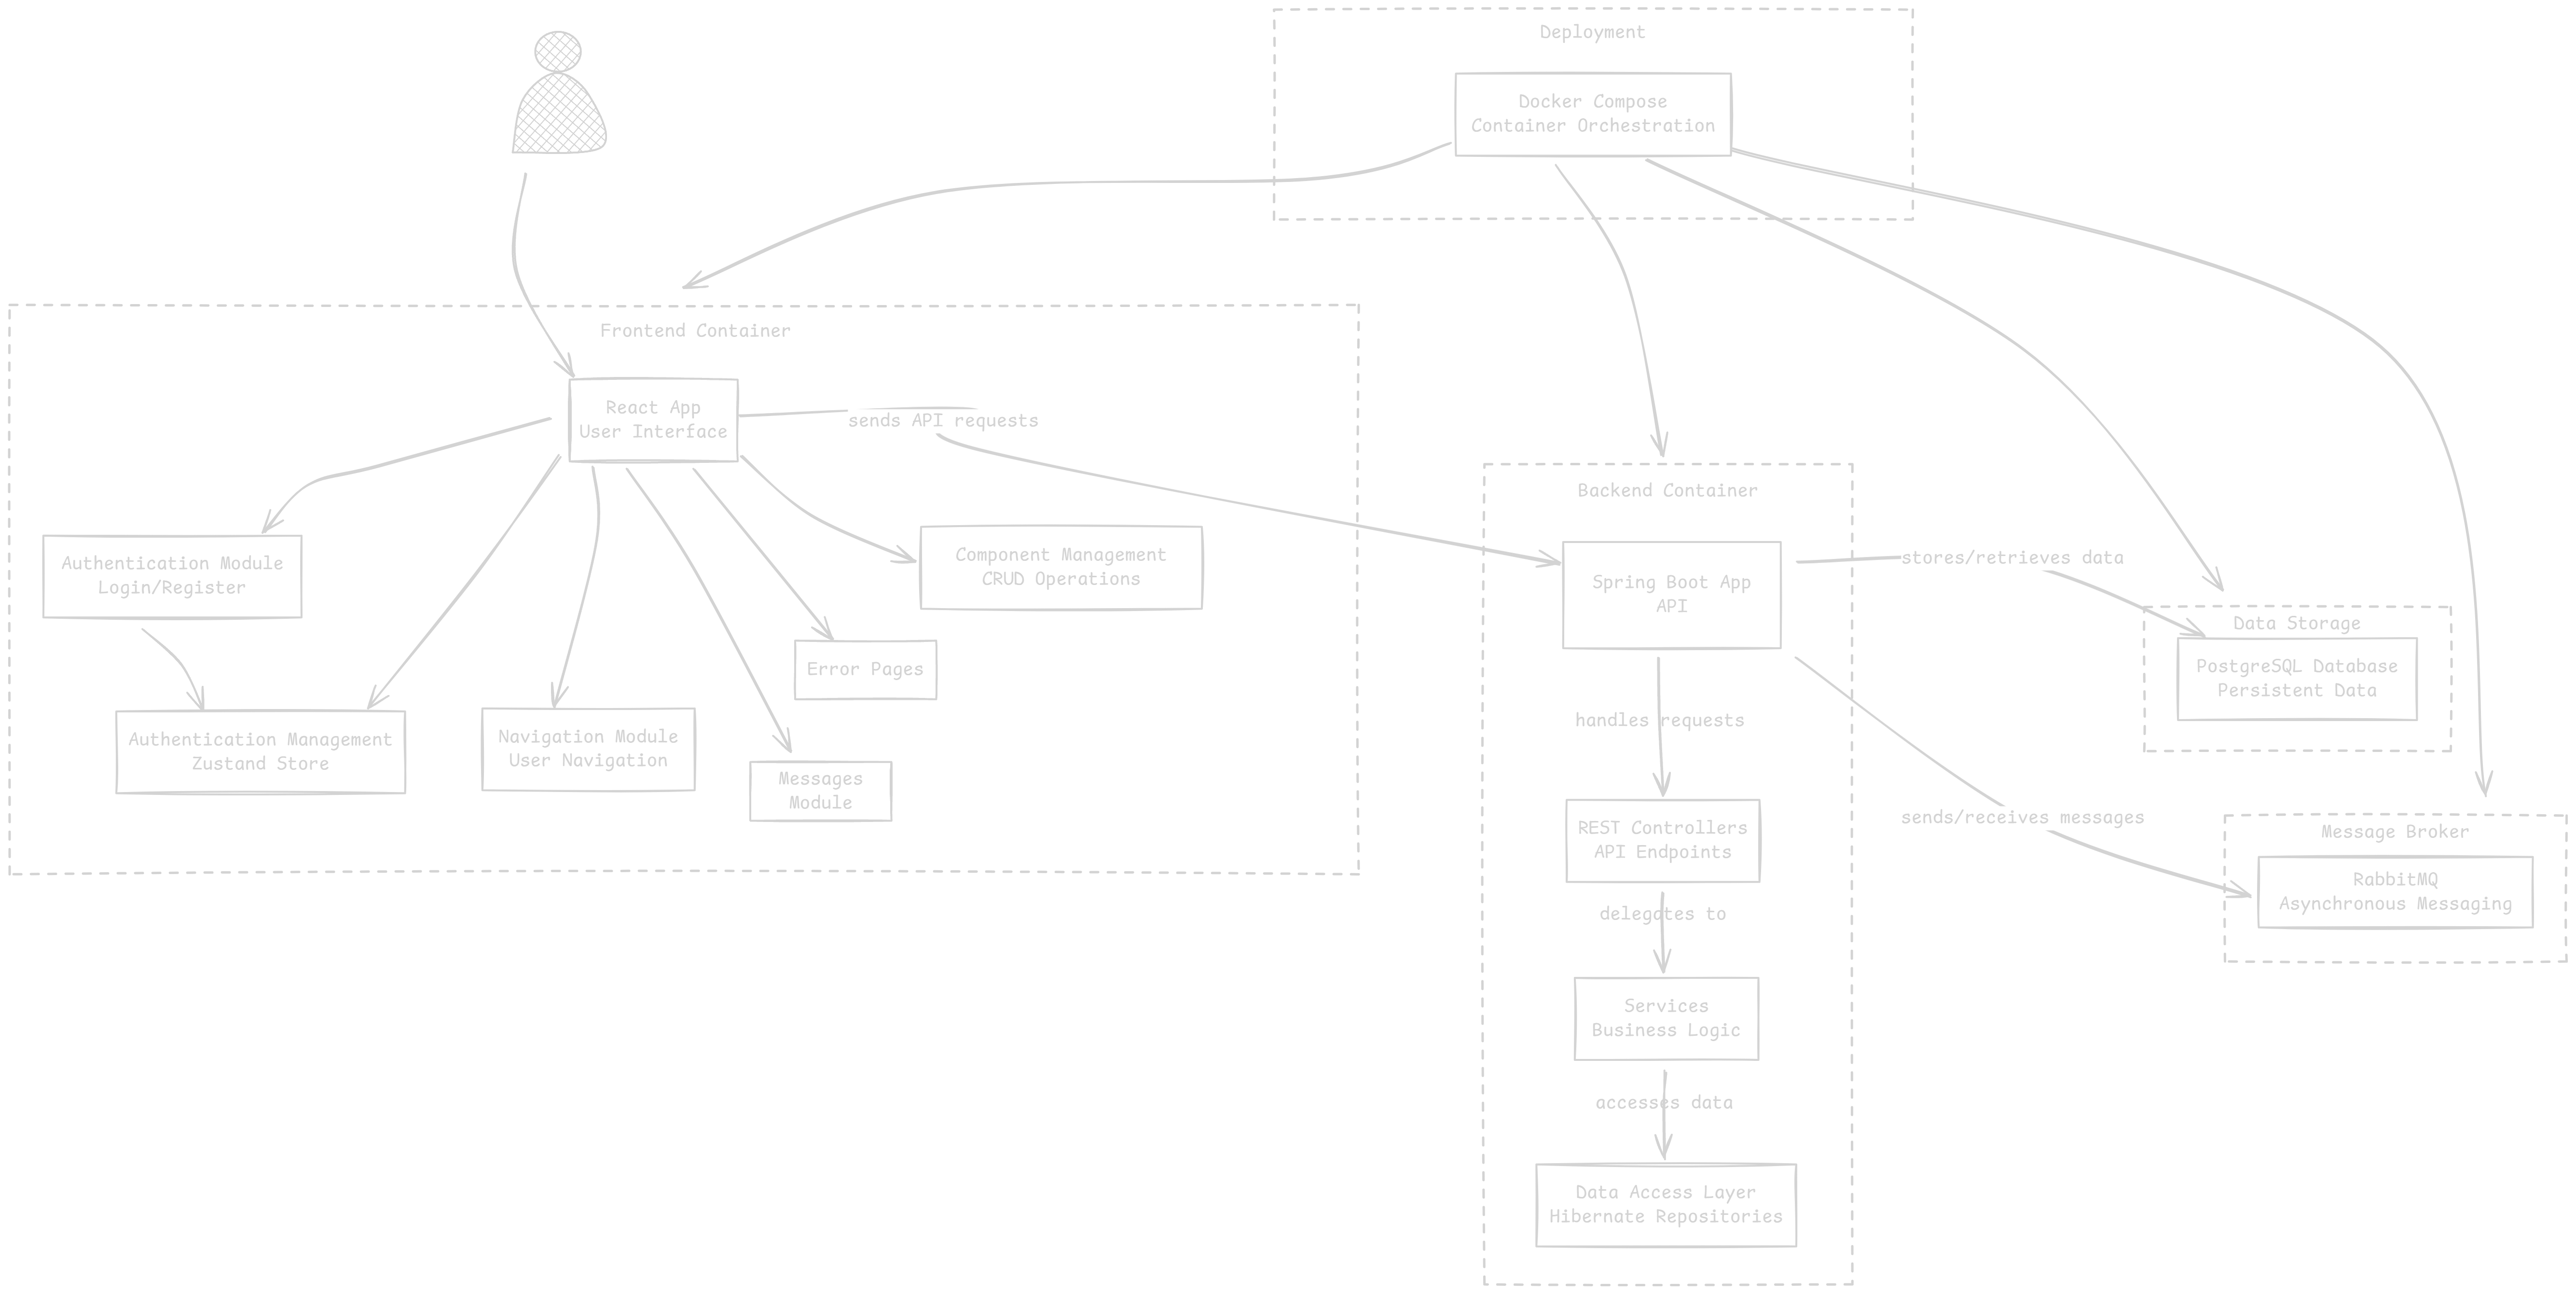 Deployment
Docker Compose
Container Orchestration
Frontend Container
React App
User Interface
sends API requests
Backend Container
Authentication Module
Login/Register
Component Management
CRUD Operations
Spring Boot App
API
stores/retrieves data
Data Storage
PostgreSQL Database
Persistent Data
Error Pages
Authentication Management
Zustand Store
Navigation Module
User Navigation
Messages
Module
handles requests
REST Controllers
API Endpoints
sends/receives messages
Message Broker
RabbitMQ
Asynchronous Messaging
delegates to
Services
Business Logic
accesses data
Data Access Layer
Hibernate Repositories